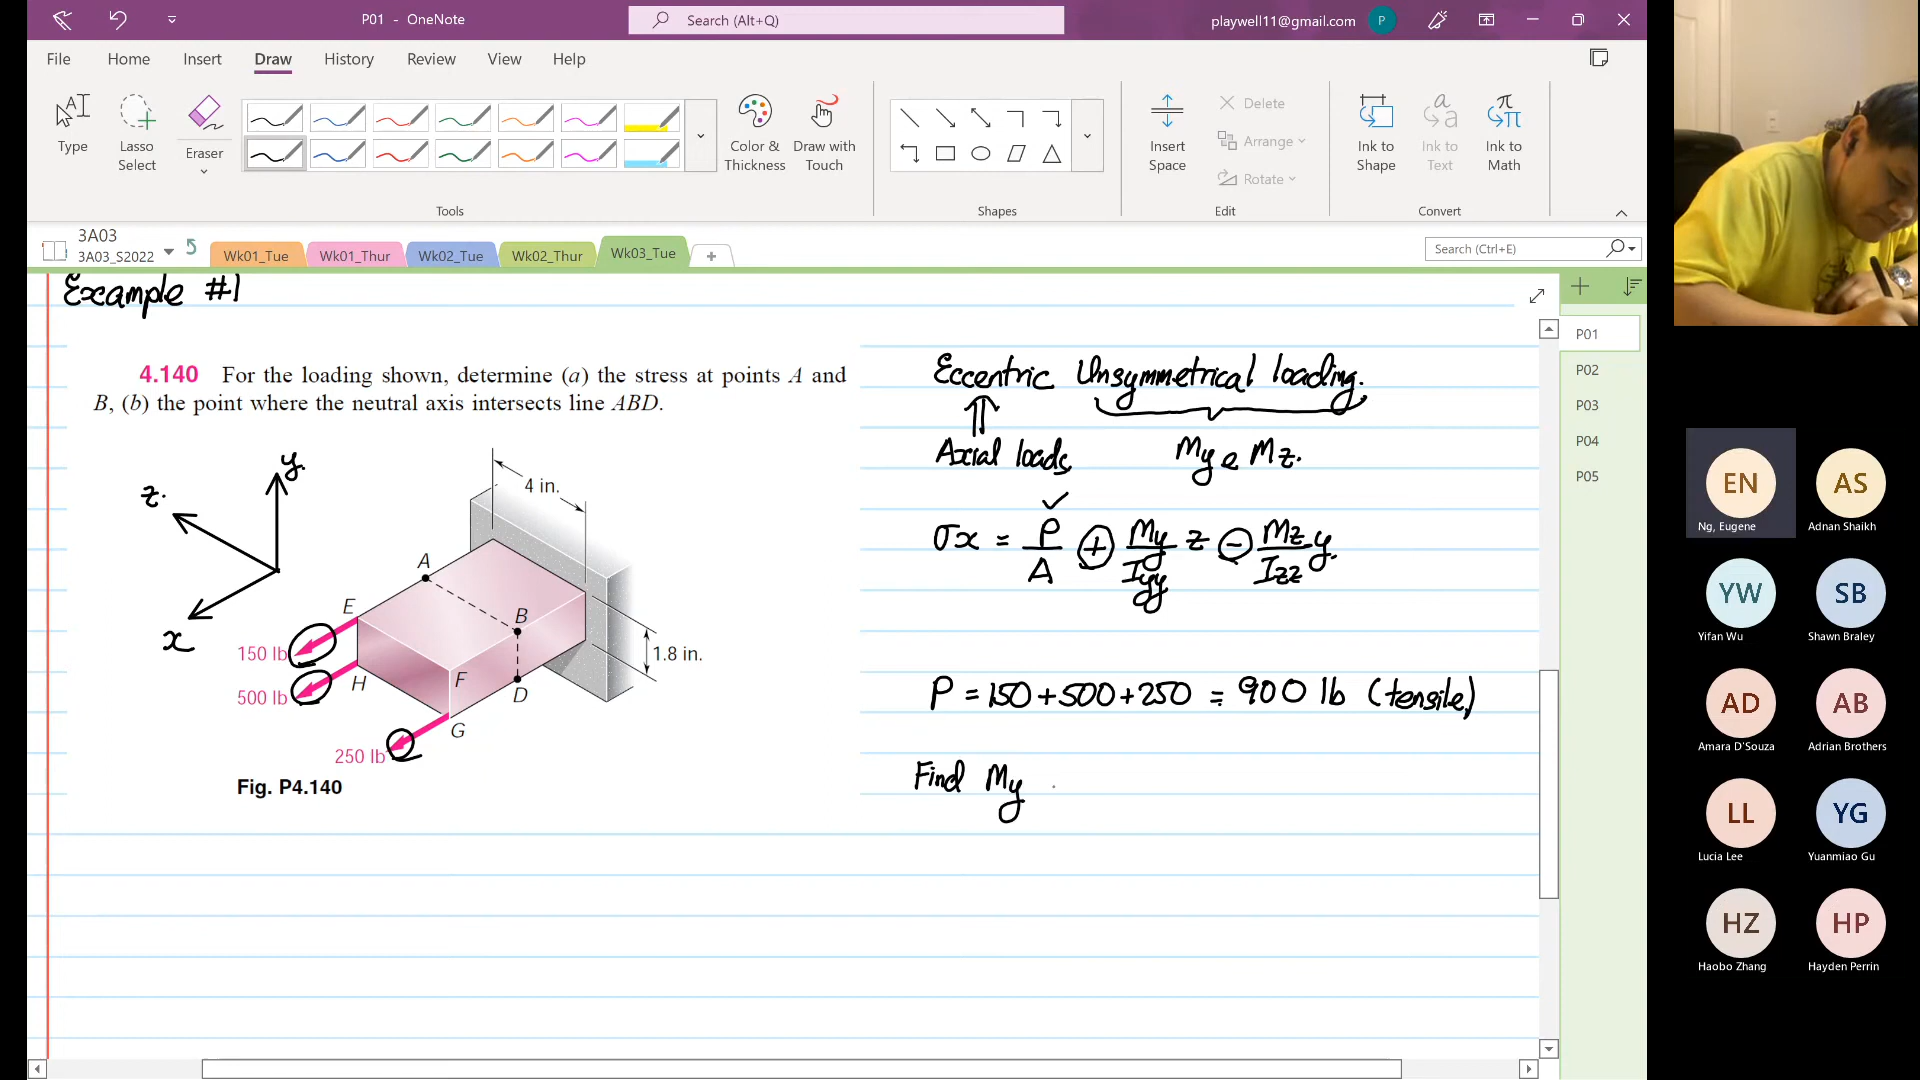 P01 - OneNote
Search (Alt+Q)
playwell11@gmail.com
P
File Home Insert Draw History Review View Help
Type
Lasso Select
Eraser
Color & Thickness
Draw with Touch
Insert Space
Delete
Arrange
Rotate
Ink to Shape
Ink to Text
Ink to Math
Tools
Shapes
Edit
Convert
3A03
3A03_S2022
Wk01_Tue
Wk01_Thur
Wk02_Tue
Wk02_Thur
Wk03_Tue
Search (Ctrl+E)
P01
P02
P03
P04
P05
Example #1
4.140 For the loading shown, determine (a) the stress at points A and
B, (b) the point where the neutral axis intersects line ABD.
y
z
x
4 in.
A
E
B
150 lb
1.8 in.
H
F
D
500 lb
G
250 lb
Fig. P4.140
Eccentric Unsymmetrical loading.
Axial loads My & Mz.
σx = P/A + My/Iyy z - Mz/Izz y.
P = 150 + 500 + 250 = 900 lb (tensile)
Find My
EN
Ng, Eugene
AS
Adnan Shaikh
YW
Yifan Wu
SB
Shawn Braley
AD
Amara D'Souza
AB
Adrian Brothers
LL
Lucia Lee
YG
Yuanmiao Gu
HZ
Haobo Zhang
HP
Hayden Perrin